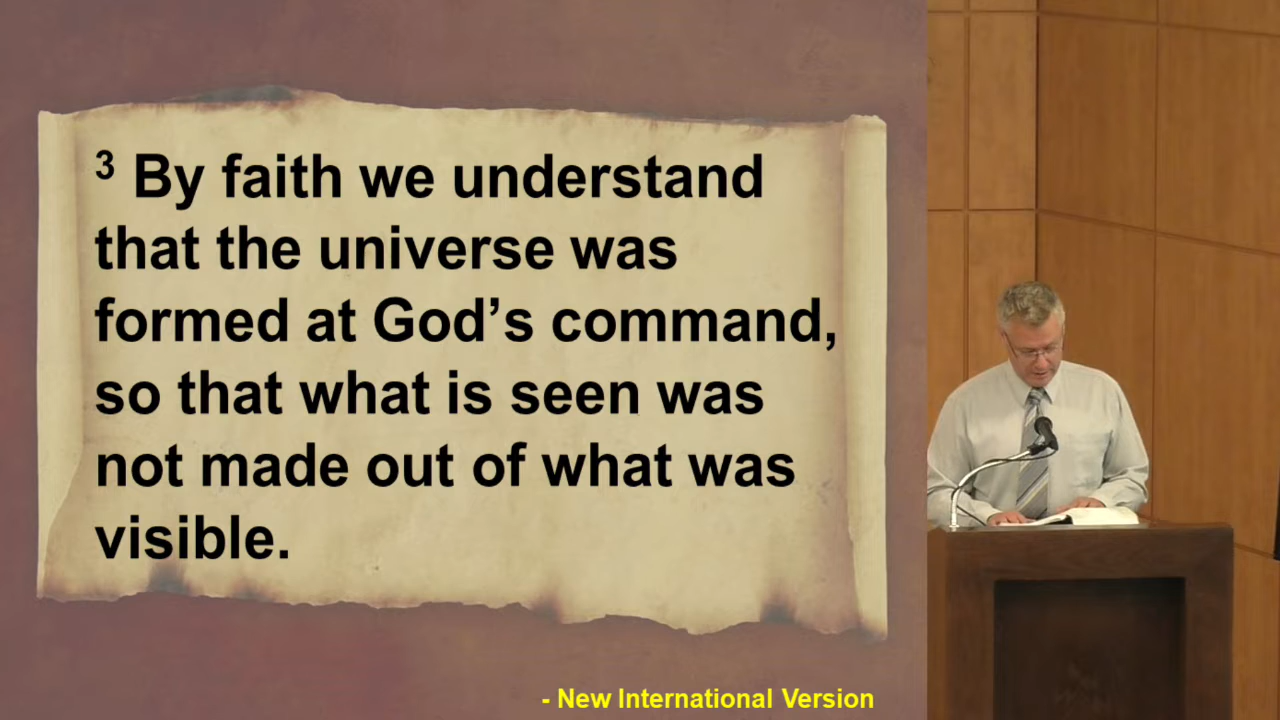 ³ By faith we understand
that the universe was
formed at God’s command,
so that what is seen was
not made out of what was
visible.
- New International Version